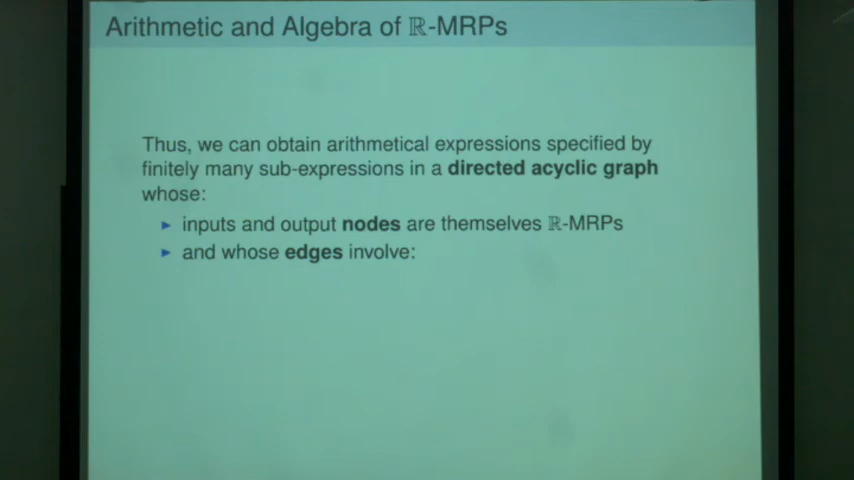 Arithmetic and Algebra of ℝ-MRPs
Thus, we can obtain arithmetical expressions specified by
finitely many sub-expressions in a directed acyclic graph
whose:
▶ inputs and output nodes are themselves ℝ-MRPs
▶ and whose edges involve: